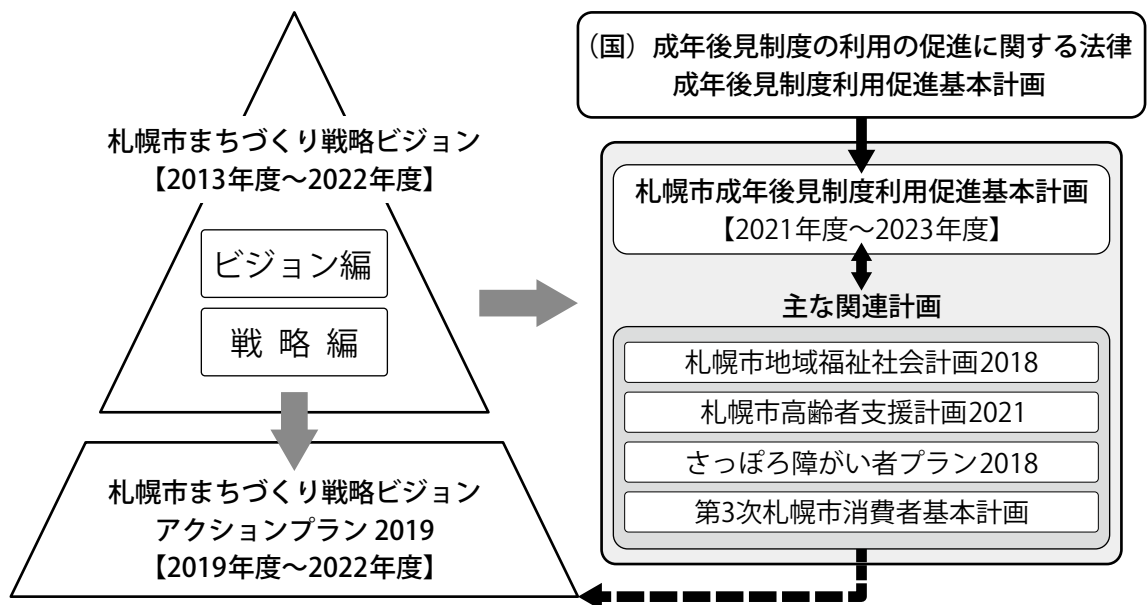 札幌市まちづくり戦略ビジョン
【2013年度～2022年度】
ビジョン編
戦 略 編
札幌市まちづくり戦略ビジョン
アクションプラン 2019
【2019年度～2022年度】
（国）成年後見制度の利用の促進に関する法律
成年後見制度利用促進基本計画
札幌市成年後見制度利用促進基本計画
【2021年度～2023年度】
主な関連計画
札幌市地域福祉社会計画2018
札幌市高齢者支援計画2021
さっぽろ障がい者プラン2018
第3次札幌市消費者基本計画